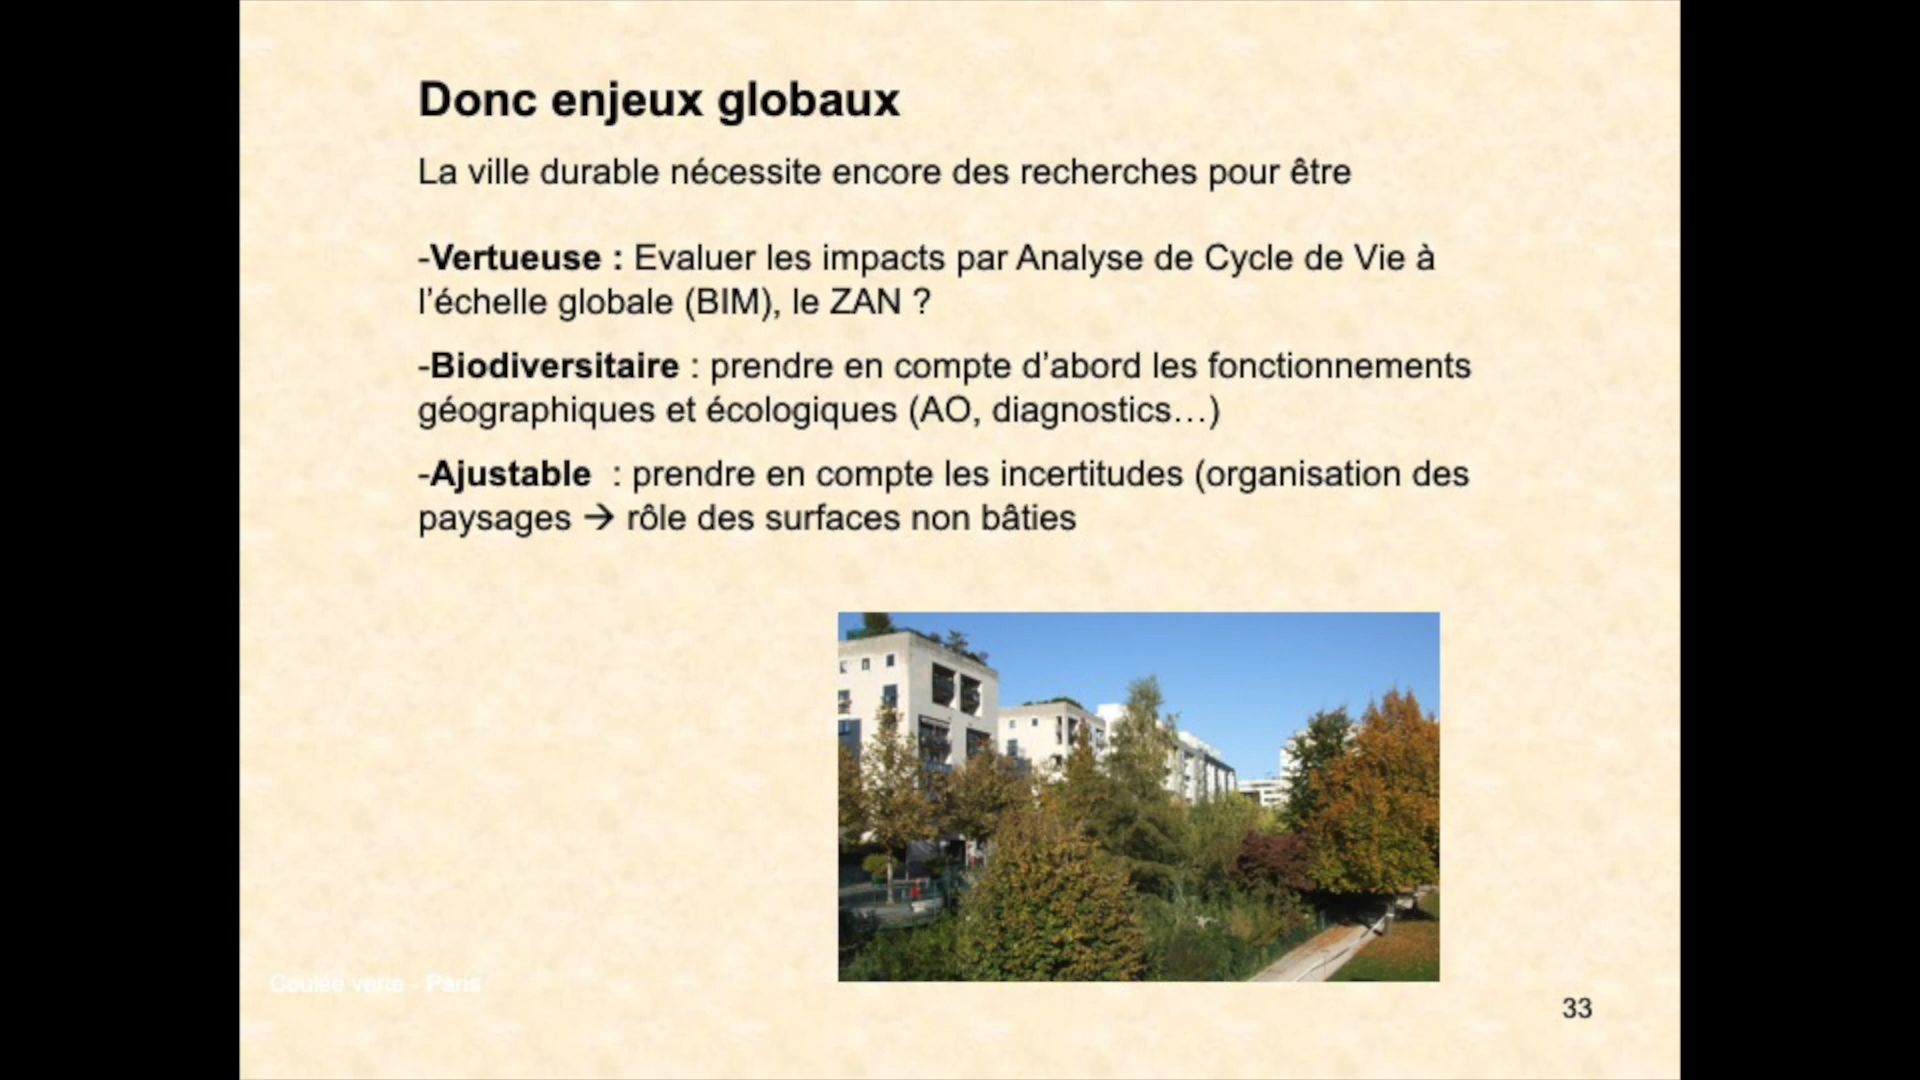 Donc enjeux globaux
La ville durable nécessite encore des recherches pour être
-Vertueuse : Evaluer les impacts par Analyse de Cycle de Vie à
l’échelle globale (BIM), le ZAN ?
-Biodiversitaire : prendre en compte d’abord les fonctionnements
géographiques et écologiques (AO, diagnostics…)
-Ajustable : prendre en compte les incertitudes (organisation des
paysages → rôle des surfaces non bâties
Coulée verte - Paris
33